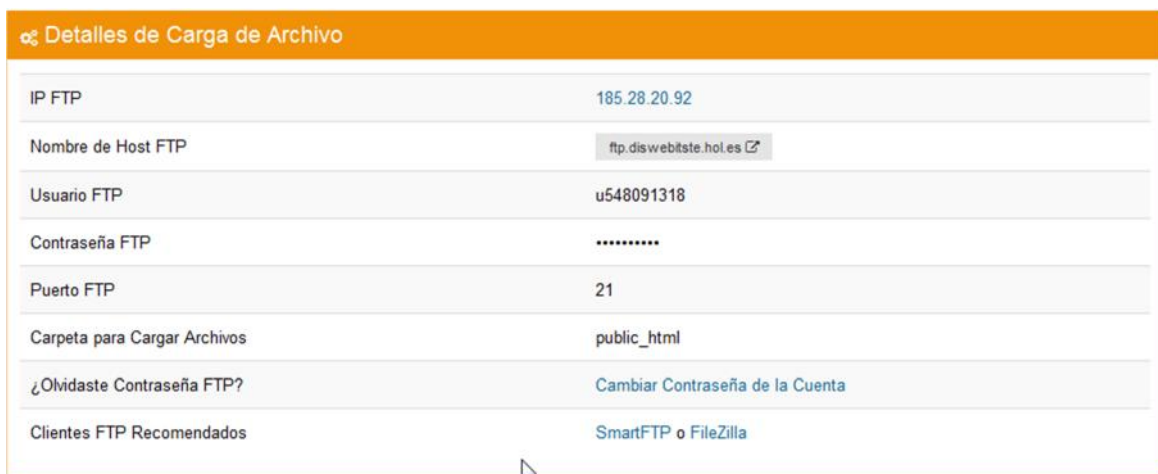 Detalles de Carga de Archivo
IP FTP 185.28.20.92
Nombre de Host FTP ftp.diswebitste.hol.es
Usuario FTP u548091318
Contraseña FTP ••••••••••
Puerto FTP 21
Carpeta para Cargar Archivos public_html
¿Olvidaste Contraseña FTP? Cambiar Contraseña de la Cuenta
Clientes FTP Recomendados SmartFTP o FileZilla